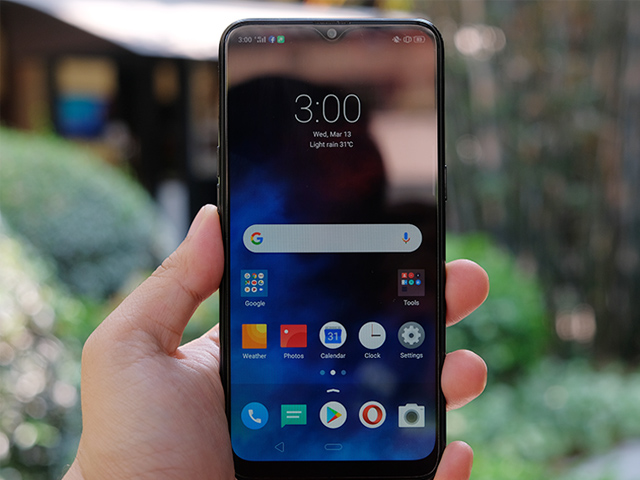 3:00
3:00
Wed, Mar 13
Light rain 31℃
G
Google
Tools
31
Weather
Photos
Calendar
Clock
Settings